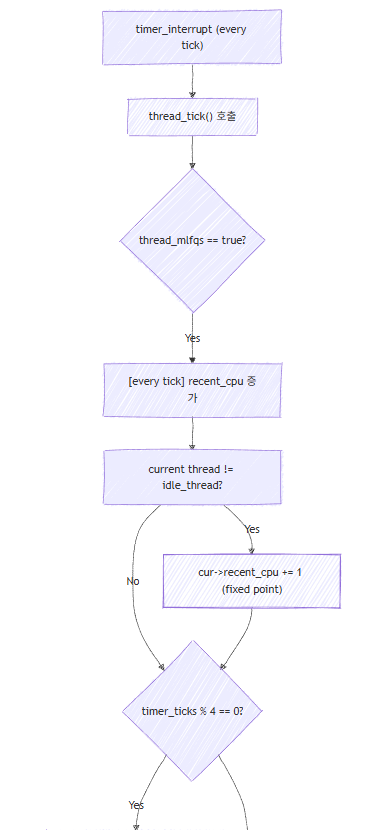 timer_interrupt (every
tick)
thread_tick() 호출
thread_mlfqs == true?
Yes
[every tick] recent_cpu 증
가
current thread !=
idle_thread?
Yes
No
cur->recent_cpu += 1
(fixed point)
timer_ticks % 4 == 0?
Yes